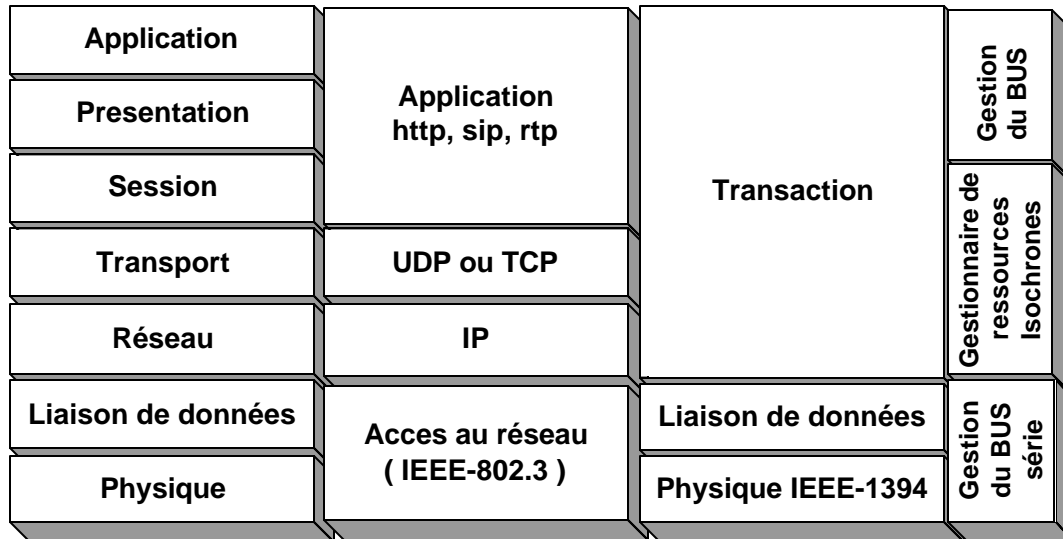 Application
Presentation
Session
Transport
Réseau
Liaison de données
Physique
Application
http, sip, rtp
UDP ou TCP
IP
Acces au réseau
( IEEE-802.3 )
Transaction
Liaison de données
Physique IEEE-1394
Gestion
du BUS
Gestionnaire de
ressources
Isochrones
Gestion
du BUS
série